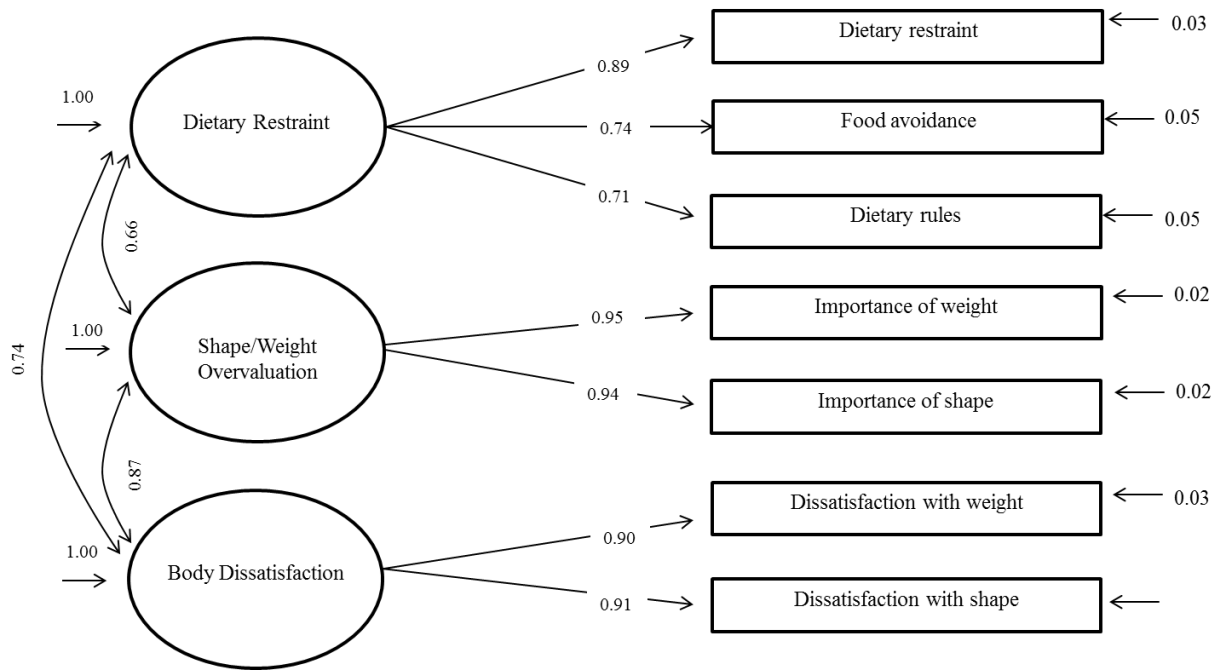 Dietary restraint
0.03
0.89
1.00
Dietary Restraint
0.74
Food avoidance
0.05
0.71
Dietary rules
0.05
0.66
0.74
1.00
Shape/Weight
Overvaluation
0.95
Importance of weight
0.02
0.94
Importance of shape
0.02
0.87
1.00
Body Dissatisfaction
0.90
Dissatisfaction with weight
0.03
0.91
Dissatisfaction with shape